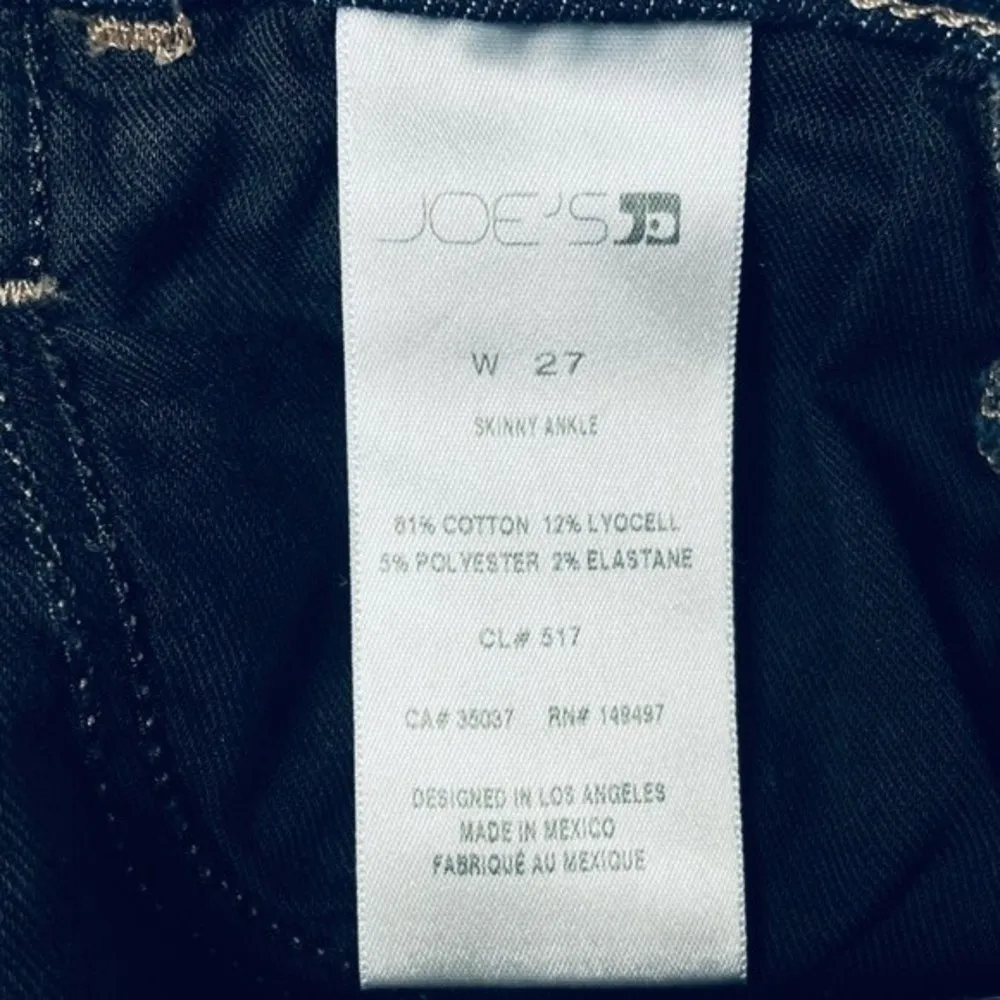 JOE'S
W 27
SKINNY ANKLE
81% COTTON 12% LYOCELL
5% POLYESTER 2% ELASTANE
CL# 517
CA# 35037 RN# 149497
DESIGNED IN LOS ANGELES
MADE IN MEXICO
FABRIQUÉ AU MEXIQUE